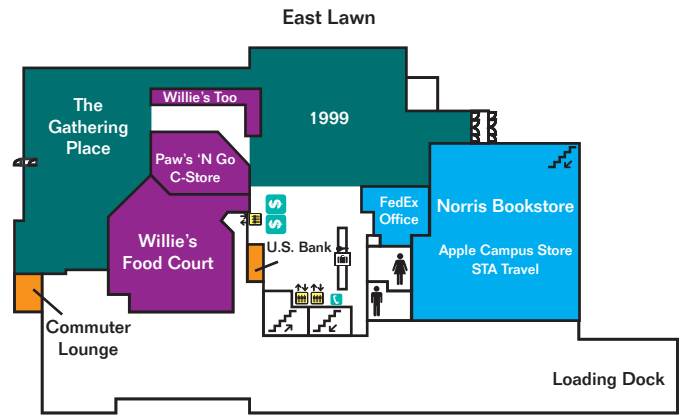 East Lawn
Willie's Too
The
Gathering
Place
1999
Paw's 'N Go
C-Store
FedEx
Office
Norris Bookstore
$
$
Willie's
Food Court
U.S. Bank
Apple Campus Store
STA Travel
Commuter
Lounge
Loading Dock